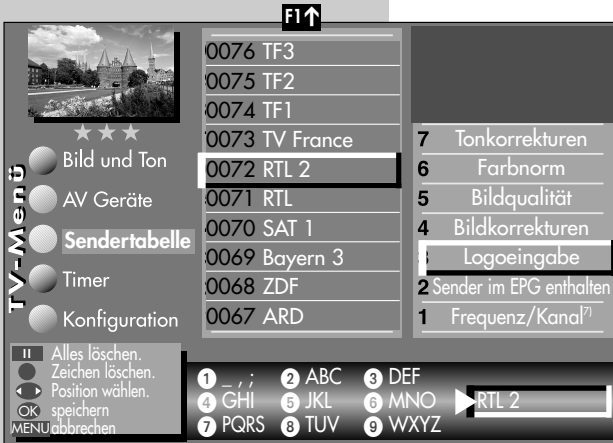 F1↑
0076 TF3
0075 TF2
0074 TF1
0073 TV France
0072 RTL 2
0071 RTL
0070 SAT 1
0069 Bayern 3
0068 ZDF
0067 ARD
TV-Menü
Bild und Ton
AV Geräte
Sendertabelle
Timer
Konfiguration
7 Tonkorrekturen
6 Farbnorm
5 Bildqualität
4 Bildkorrekturen
3 Logoeingabe
2 Sender im EPG enthalten
1 Frequenz/Kanal7)
II Alles löschen.
Zeichen löschen.
Position wählen.
OK speichern
MENU abbrechen
1 _ , ; 2 ABC 3 DEF
4 GHI 5 JKL 6 MNO
7 PQRS 8 TUV 9 WXYZ
RTL 2